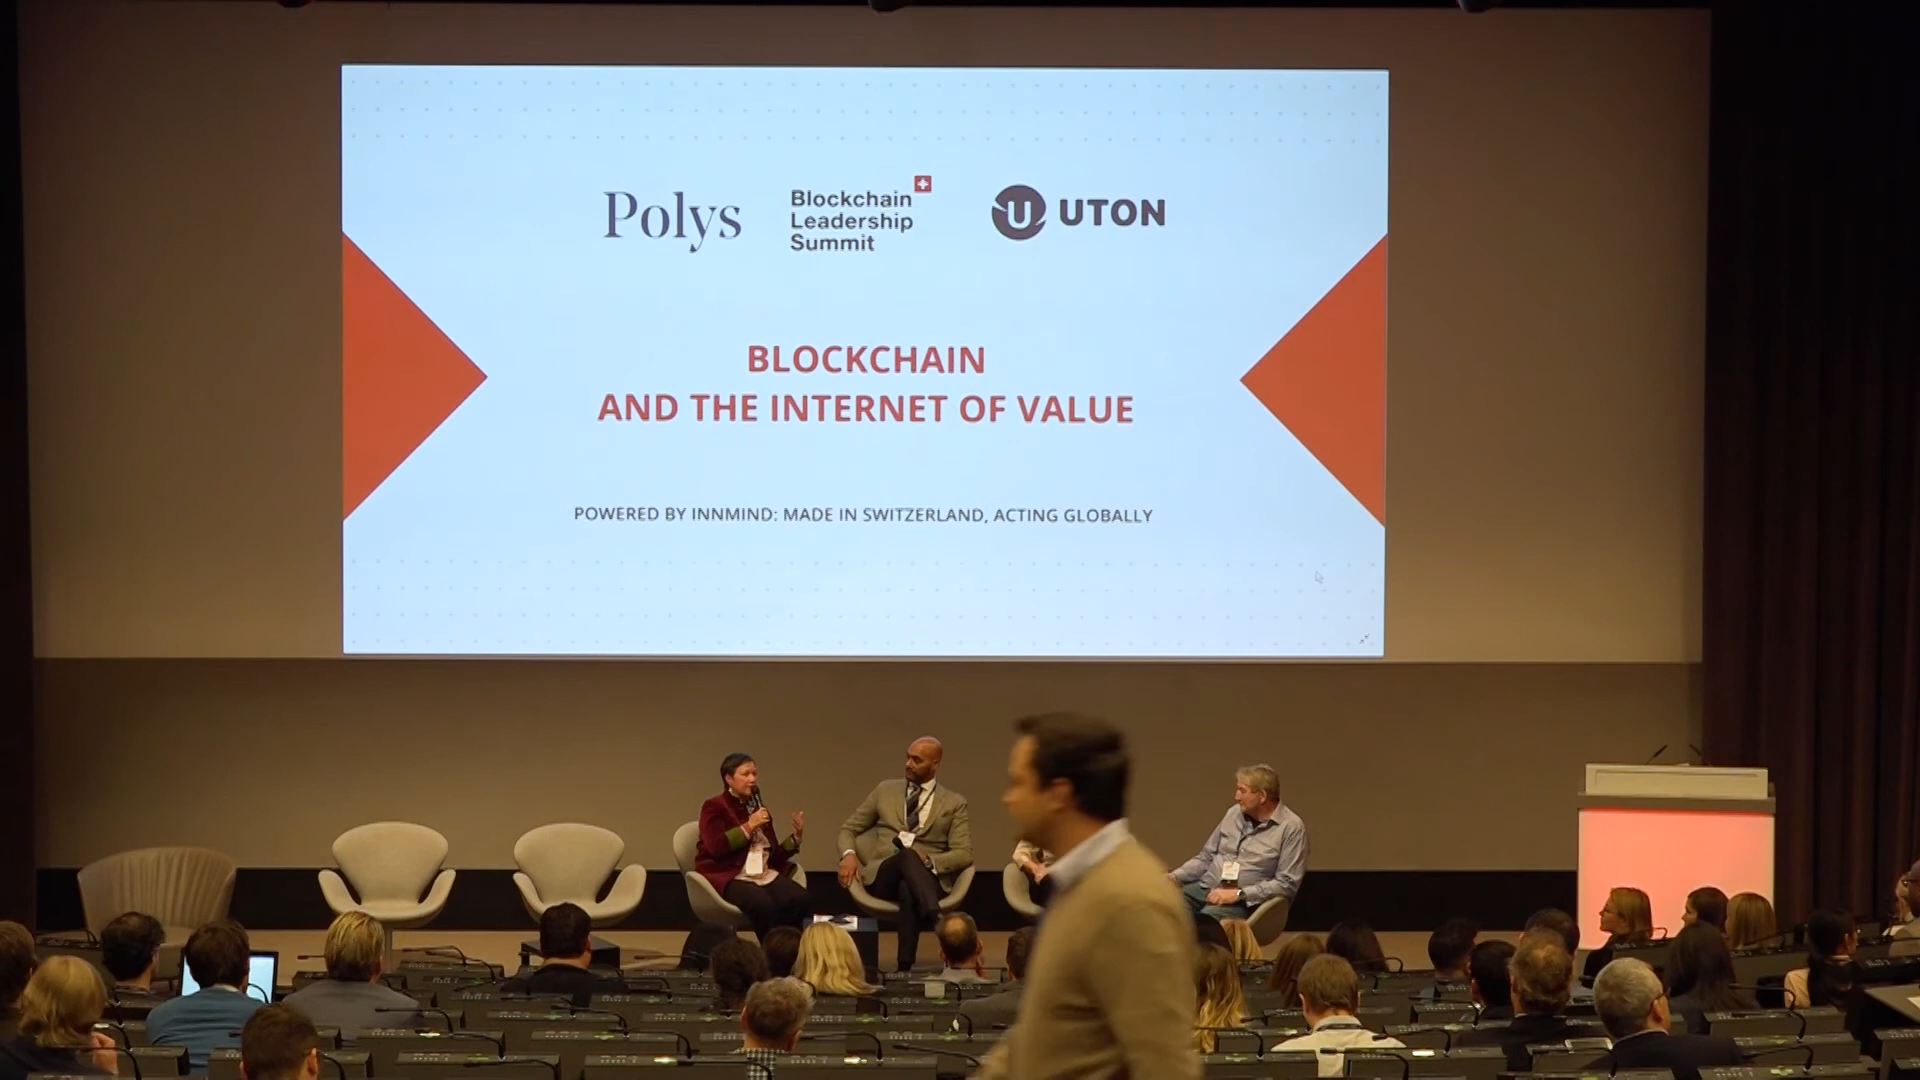 Polys
Blockchain
Leadership
Summit
U UTON
BLOCKCHAIN
AND THE INTERNET OF VALUE
POWERED BY INNMIND: MADE IN SWITZERLAND, ACTING GLOBALLY